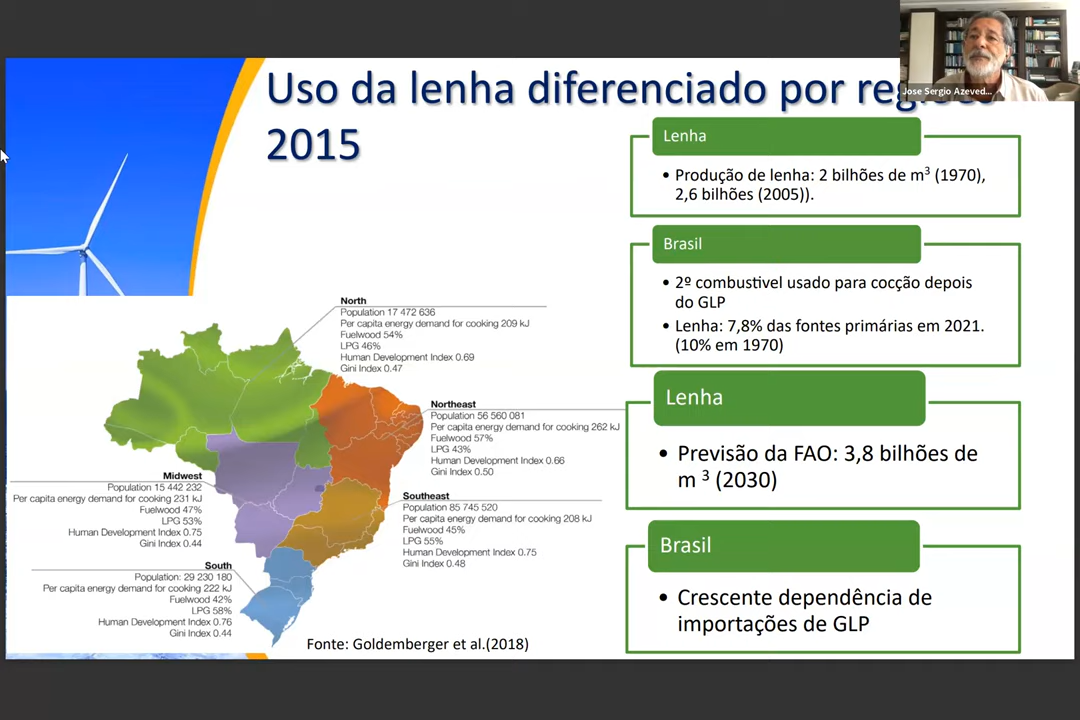 Jose Sergio Azeved...
Uso da lenha diferenciado por
2015
Lenha
• Produção de lenha: 2 bilhões de m³ (1970),
2,6 bilhões (2005)).
Brasil
• 2º combustível usado para cocção depois
do GLP
• Lenha: 7,8% das fontes primárias em 2021.
(10% em 1970)
Lenha
• Previsão da FAO: 3,8 bilhões de
m ³ (2030)
Brasil
• Crescente dependência de
importações de GLP
North
Population 17 472 636
Per capita energy demand for cooking 209 kJ
Fuelwood 54%
LPG 46%
Human Development Index 0.69
Gini Index 0.47
Northeast
Population 56 560 081
Per capita energy demand for cooking 262 kJ
Fuelwood 57%
LPG 43%
Human Development Index 0.66
Gini Index 0.50
Midwest
Population 15 442 232
Per capita energy demand for cooking 231 kJ
Fuelwood 47%
LPG 53%
Human Development Index 0.75
Gini Index 0.44
Southeast
Population 85 745 520
Per capita energy demand for cooking 208 kJ
Fuelwood 45%
LPG 55%
Human Development Index 0.75
Gini Index 0.48
South
Population: 29 230 180
Per capita energy demand for cooking 222 kJ
Fuelwood 42%
LPG 58%
Human Development Index 0.76
Gini Index 0.44
Fonte: Goldemberger et al.(2018)